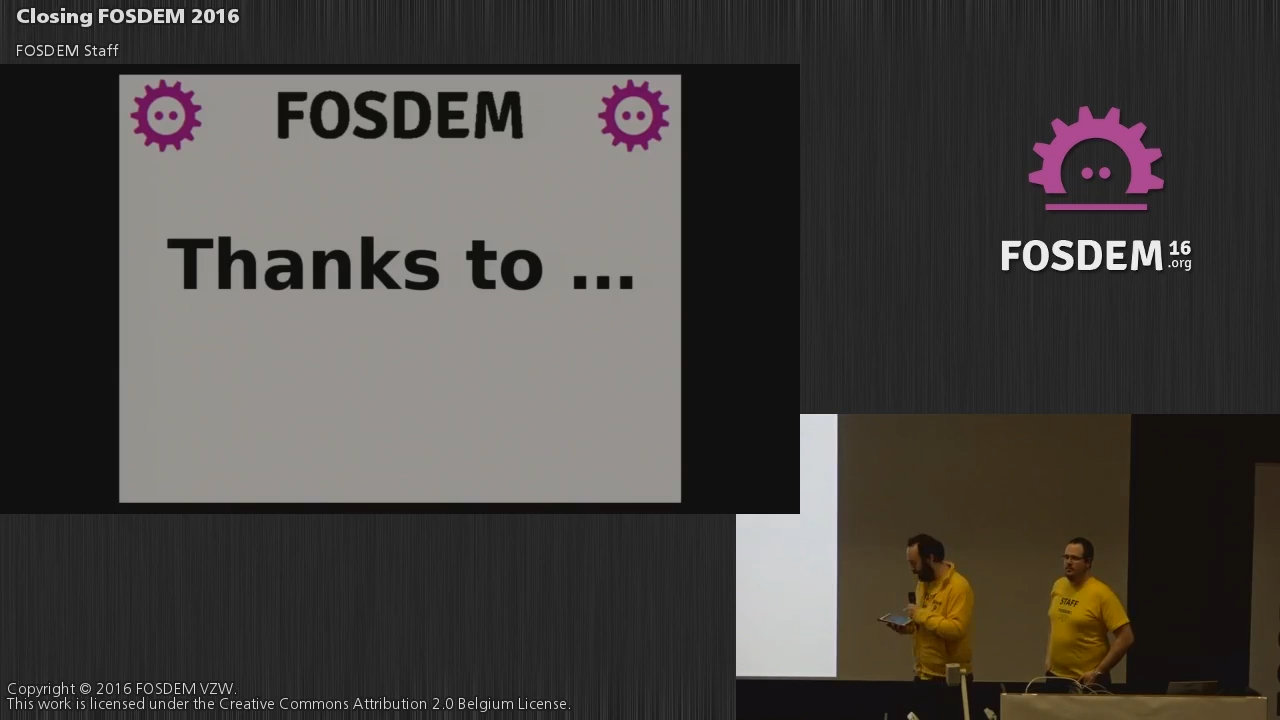 Closing FOSDEM 2016
FOSDEM Staff
FOSDEM
Thanks to ...
FOSDEM 16
.org
STAFF
Copyright © 2016 FOSDEM VZW.
This work is licensed under the Creative Commons Attribution 2.0 Belgium License.